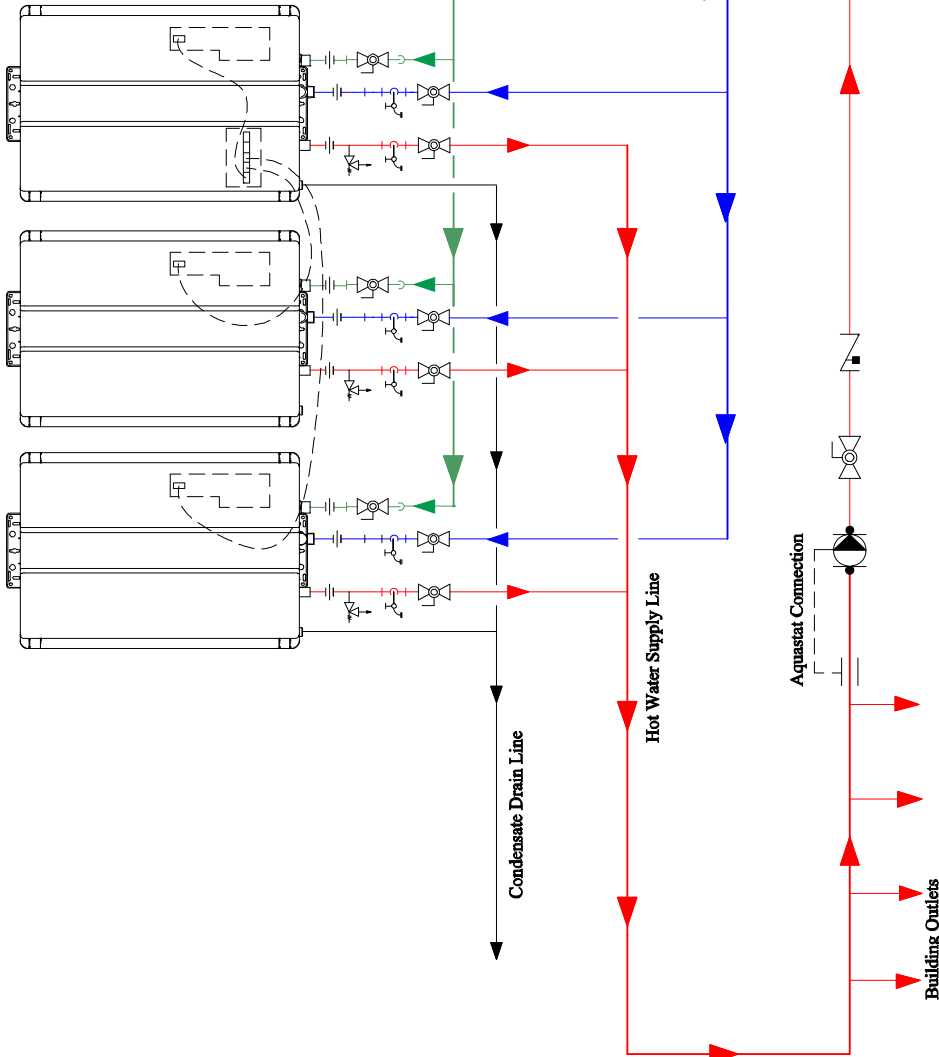 Aquastat Connection
Hot Water Supply Line
Condensate Drain Line
Building Outlets